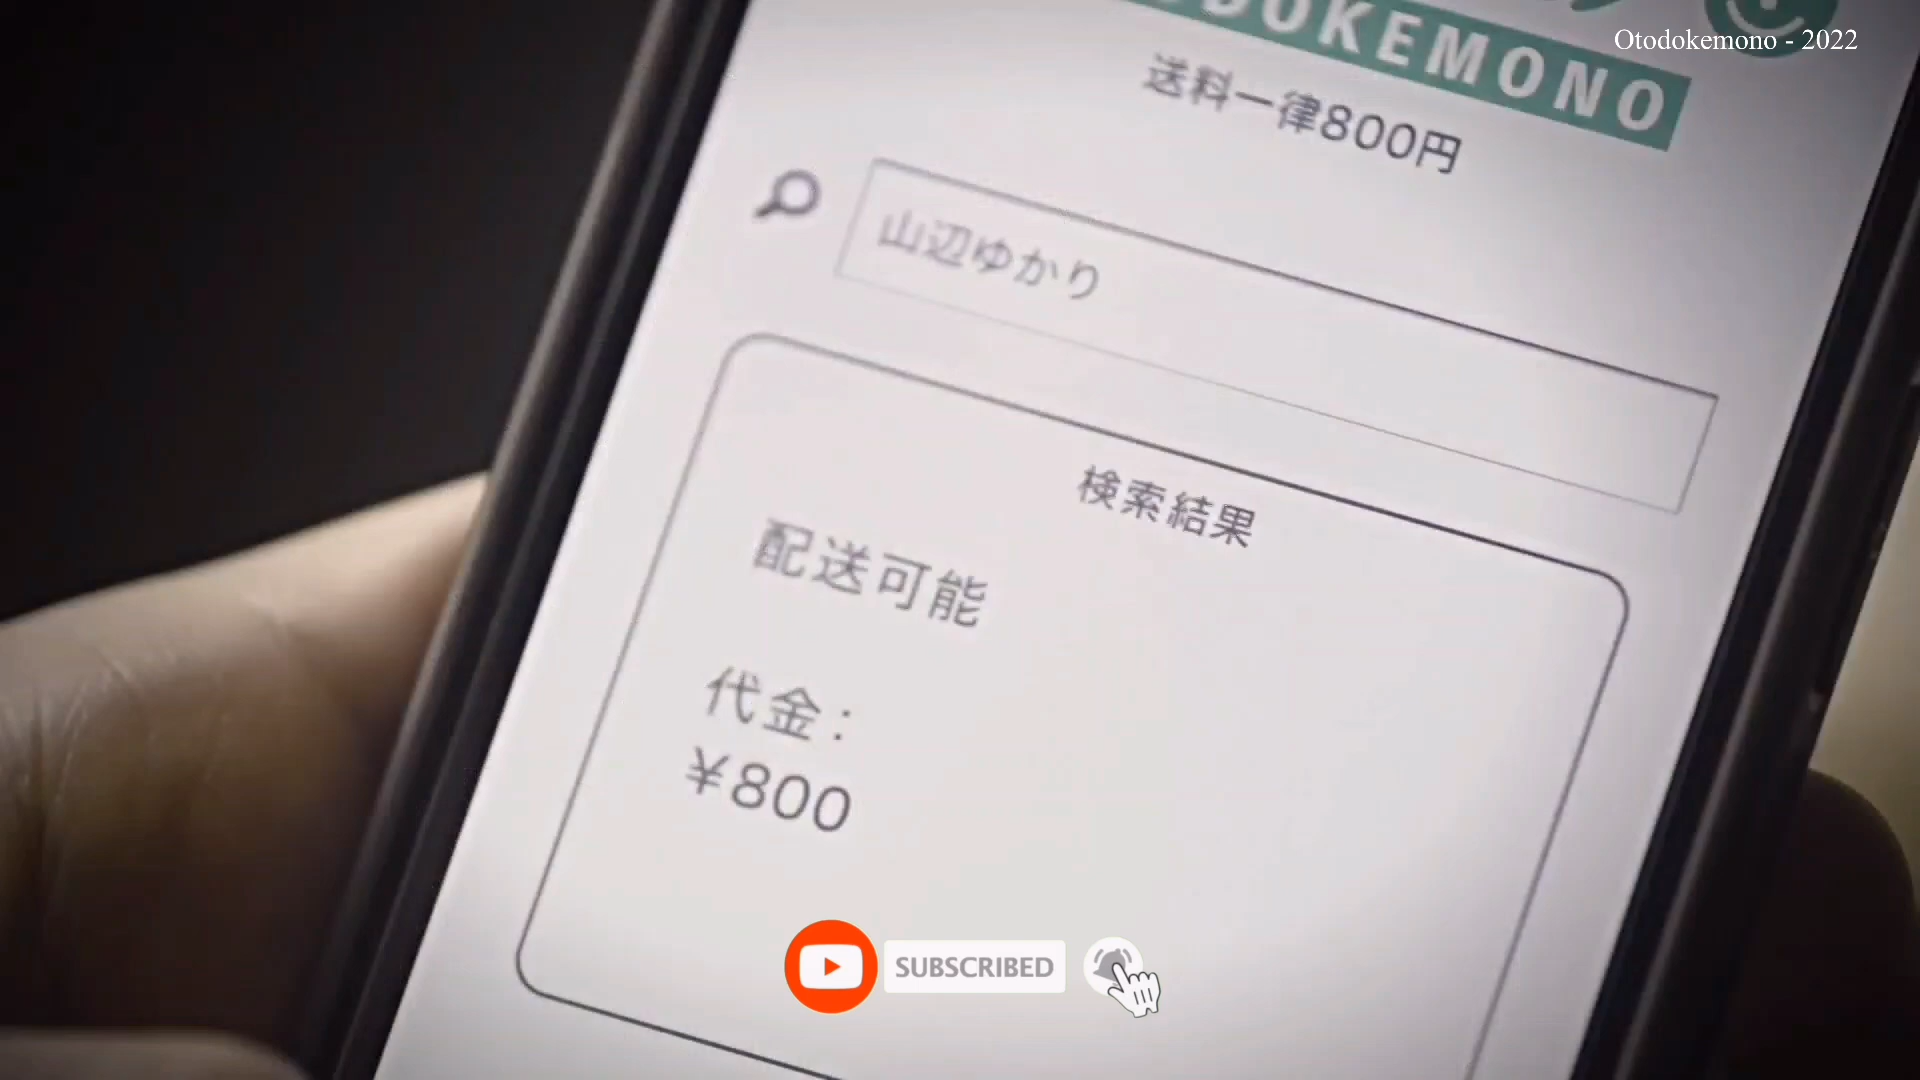 Otodokemono - 2022
DOKEMONO
送料一律800円
山辺ゆかり
検索結果
配送可能
代金:
¥800
SUBSCRIBED